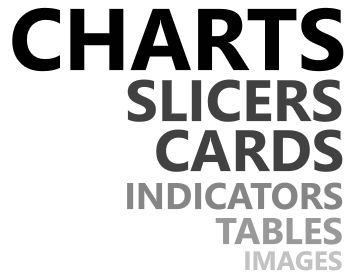 CHARTS
SLICERS
CARDS
INDICATORS
TABLES
IMAGES